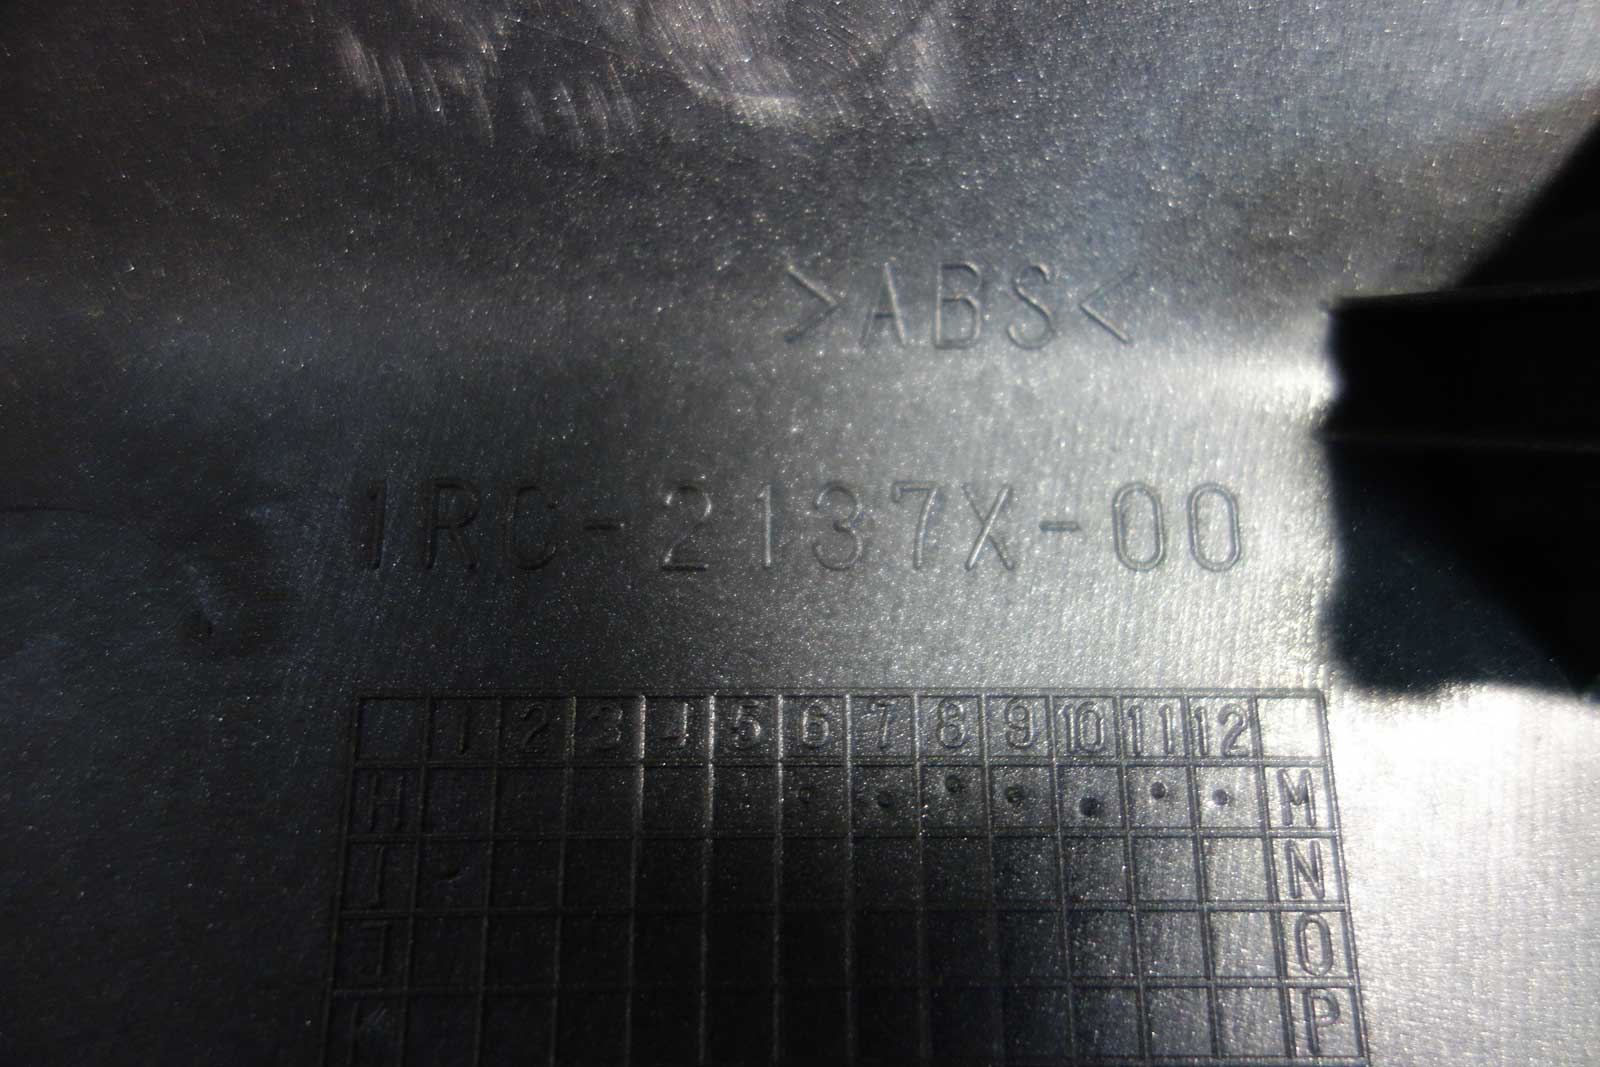 >ABS<
1RC-2137X-00
1 2 3 4 5 6 7 8 9 10 11 12
H M
I N
J O
K P